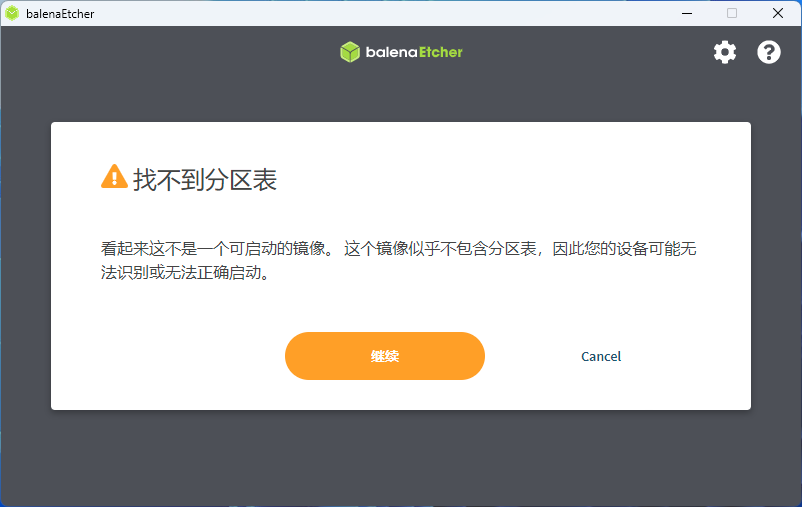 balenaEtcher
balenaEtcher
找不到分区表
看起来这不是一个可启动的镜像。 这个镜像似乎不包含分区表，因此您的设备可能无
法识别或无法正确启动。
继续
Cancel